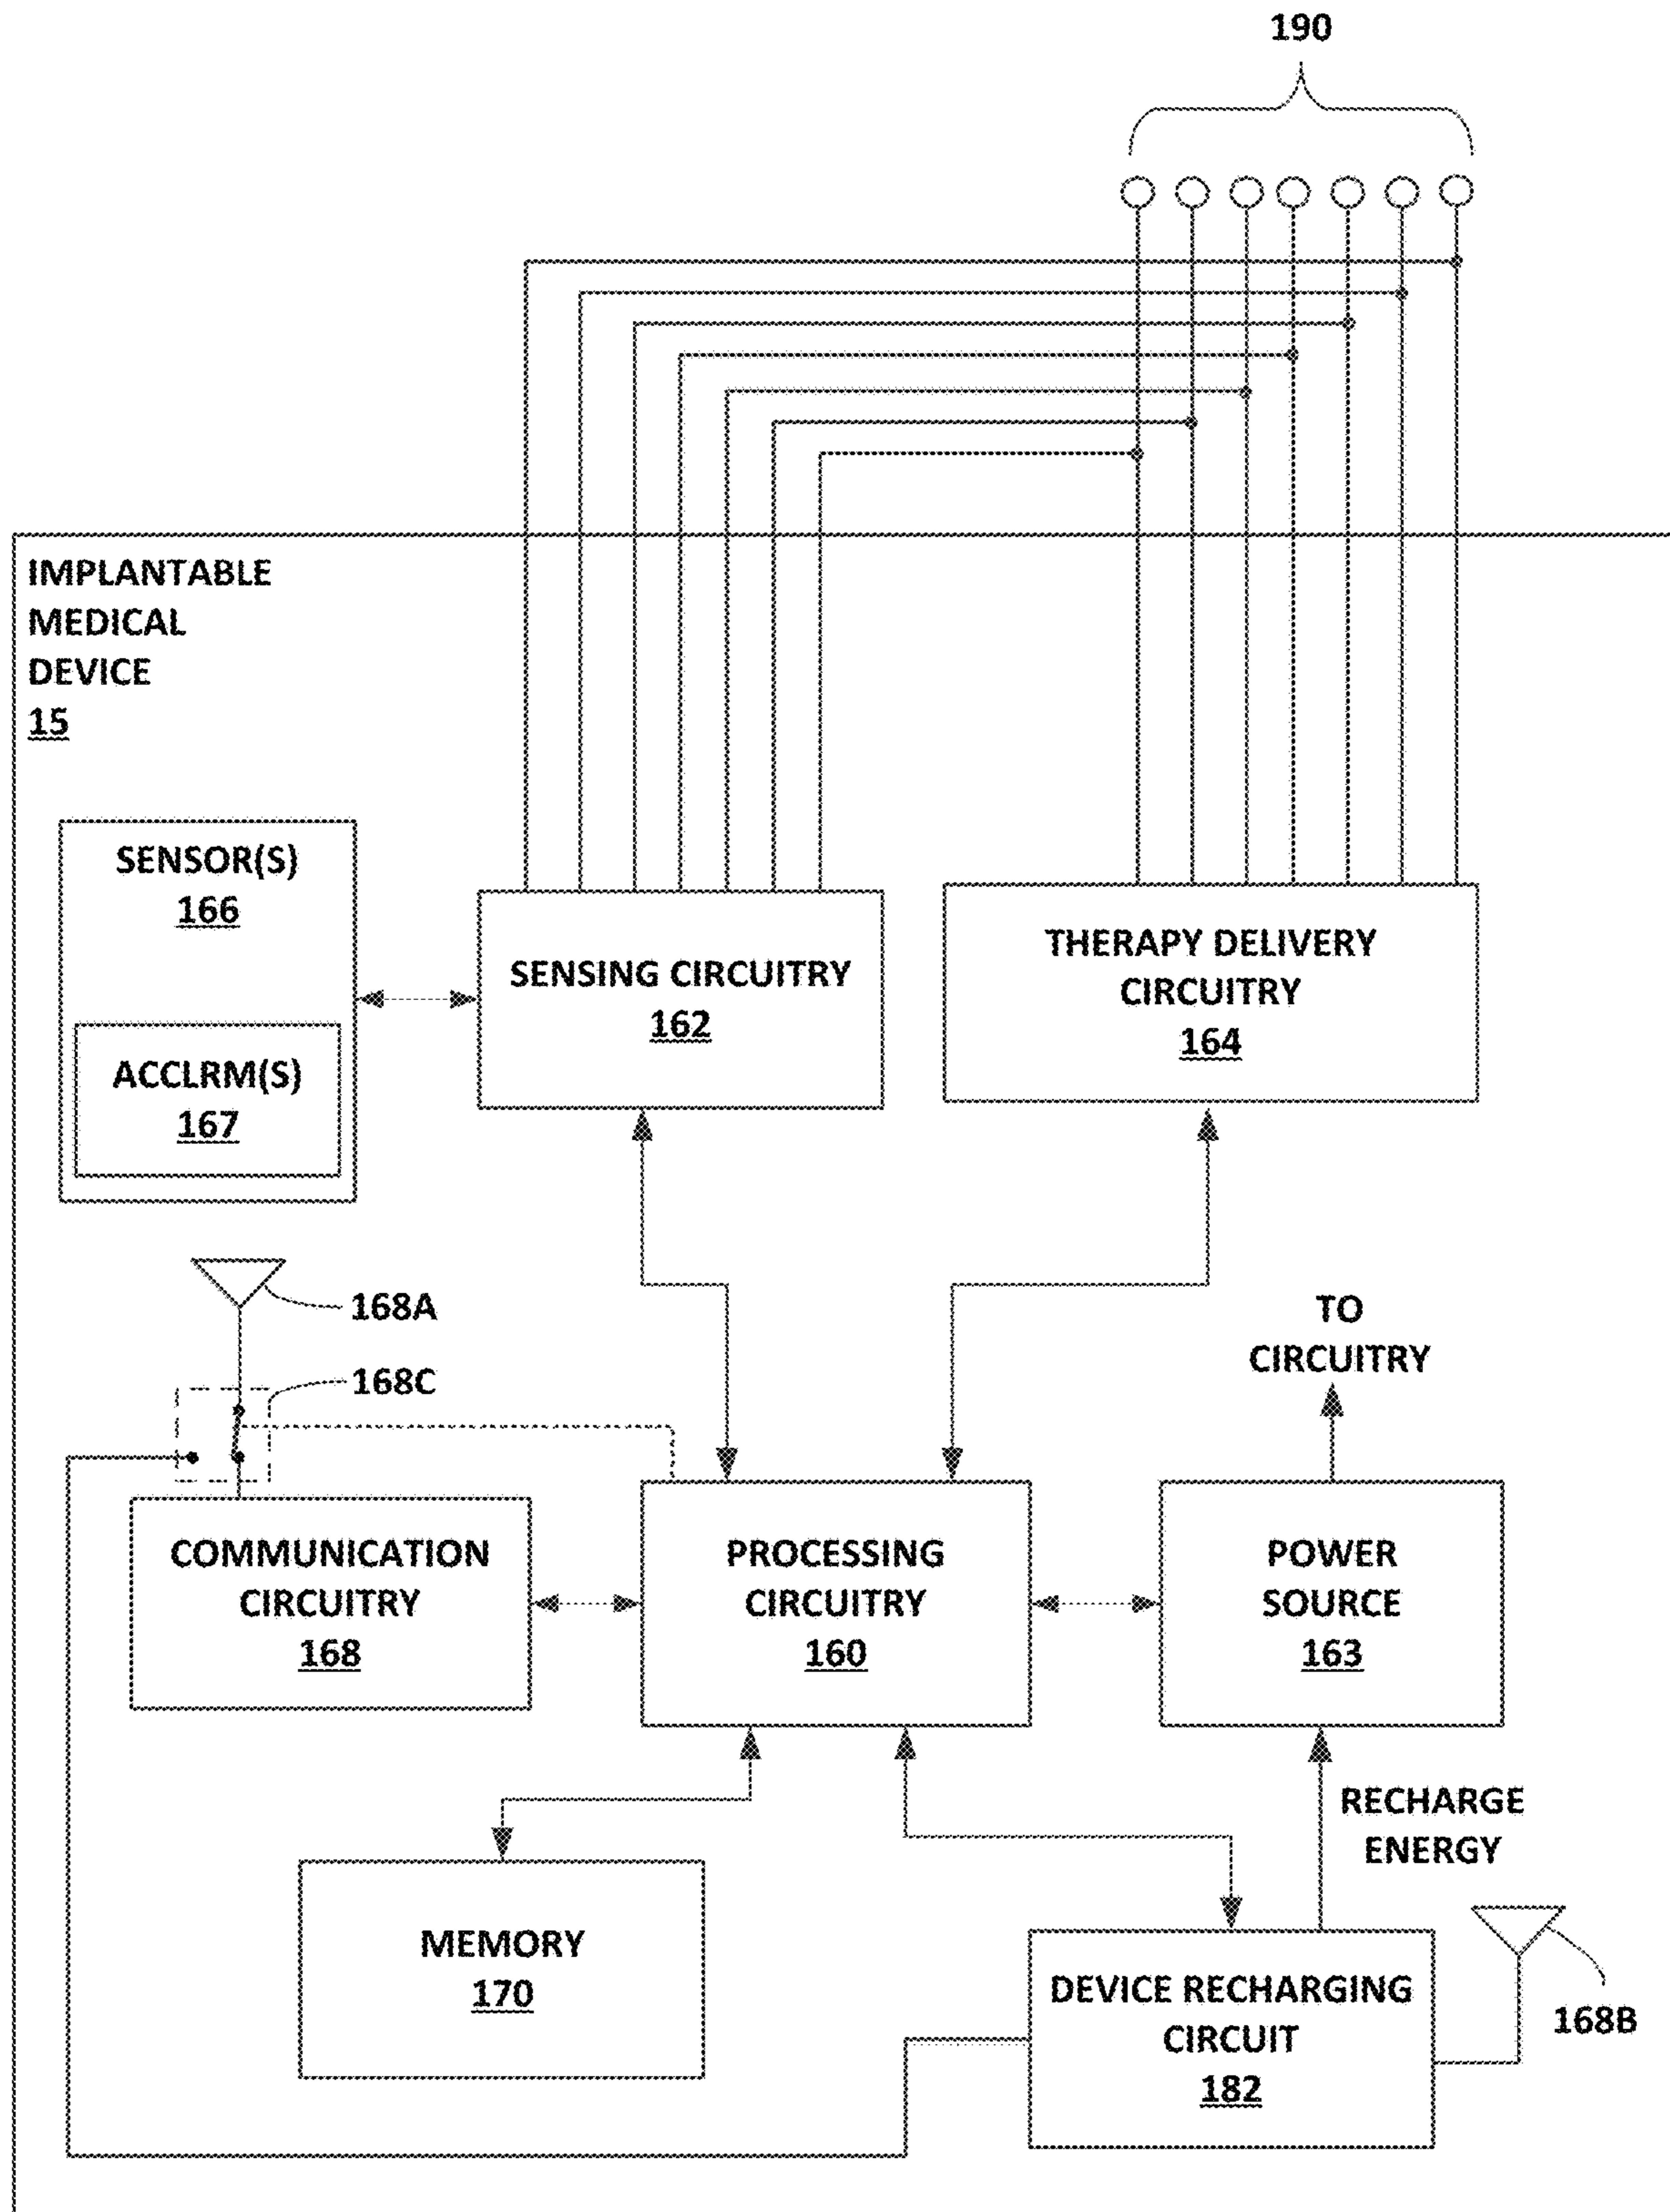 190
IMPLANTABLE
MEDICAL
DEVICE
15
SENSOR(S)
166
ACCLRM(S)
167
SENSING CIRCUITRY
162
THERAPY DELIVERY
CIRCUITRY
164
168A
168C
TO
CIRCUITRY
COMMUNICATION
CIRCUITRY
168
PROCESSING
CIRCUITRY
160
POWER
SOURCE
163
RECHARGE
ENERGY
MEMORY
170
DEVICE RECHARGING
CIRCUIT
182
168B